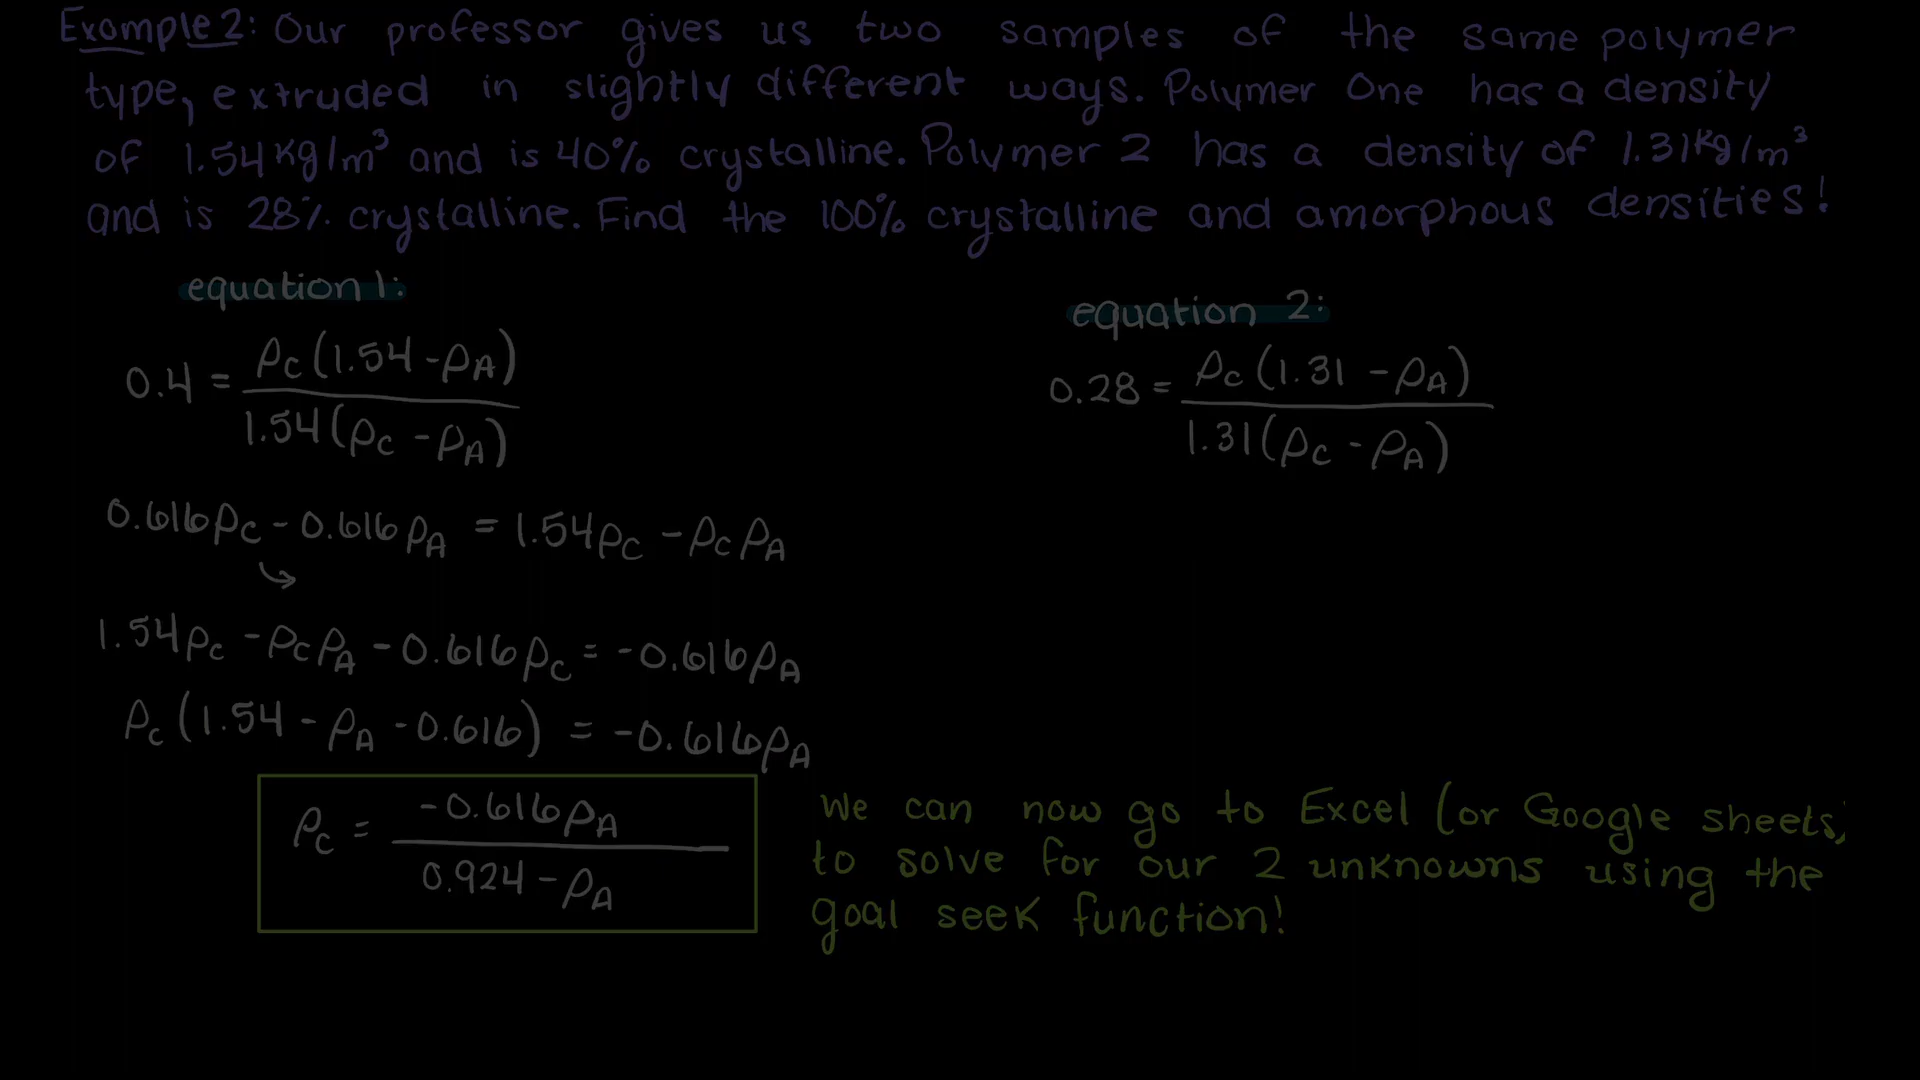 Example 2: Our professor gives us two samples of the same polymer
type, extruded in slightly different ways. Polymer One has a density
of 1.54 kg/m³ and is 40% crystalline. Polymer 2 has a density of 1.31 kg/m³
and is 28% crystalline. Find the 100% crystalline and amorphous densities!
equation 1:
0.4 = ρC(1.54 - ρA) / 1.54(ρC - ρA)
0.616ρC - 0.616ρA = 1.54ρC - ρCρA
1.54ρC - ρCρA - 0.616ρC = -0.616ρA
ρC(1.54 - ρA - 0.616) = -0.616ρA
ρC = -0.616ρA / 0.924 - ρA
equation 2:
0.28 = ρC(1.31 - ρA) / 1.31(ρC - ρA)
We can now go to Excel (or Google sheets)
to solve for our 2 unknowns using the
goal seek function!